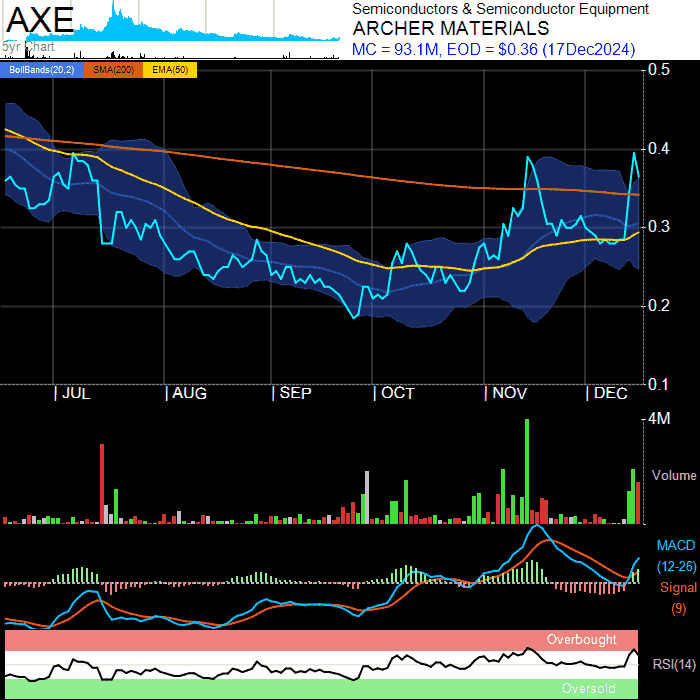 AXE
5yr Chart
Semiconductors & Semiconductor Equipment
ARCHER MATERIALS
MC = 93.1M, EOD = $0.36 (17Dec2024)
BollBands(20,2) SMA(200) EMA(50)
0.5
0.4
0.3
0.2
0.1
| JUL | AUG | SEP | OCT | NOV | DEC
4M
Volume
MACD
(12-26)
Signal
(9)
Overbought
RSI(14)
Oversold